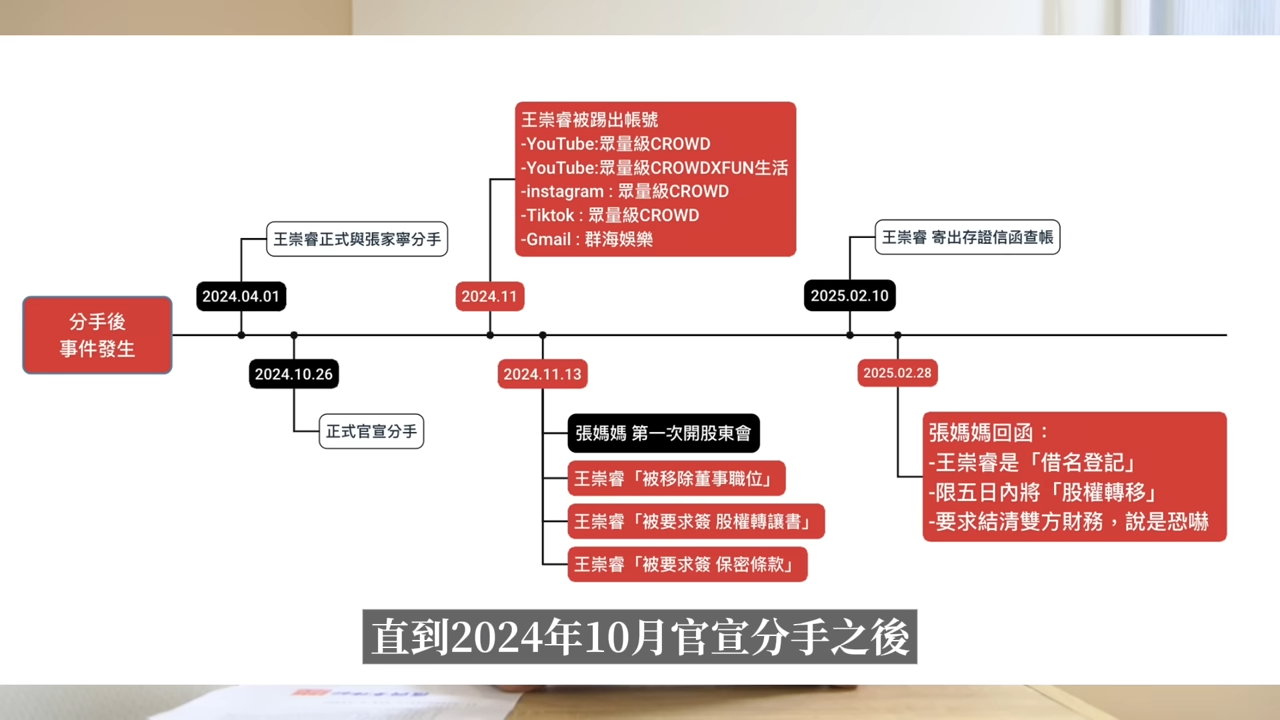 王崇睿被踢出帳號
-YouTube:眾量級CROWD
-YouTube:眾量級CROWDXFUN生活
-instagram : 眾量級CROWD
-Tiktok : 眾量級CROWD
-Gmail : 群海娛樂
王崇睿正式與張家寧分手
王崇睿 寄出存證信函查帳
2024.04.01
2024.11
2025.02.10
分手後
事件發生
2024.10.26
2024.11.13
2025.02.28
正式官宣分手
張媽媽 第一次開股東會
王崇睿「被移除董事職位」
王崇睿「被要求簽 股權轉讓書」
王崇睿「被要求簽 保密條款」
張媽媽回函：
-王崇睿是「借名登記」
-限五日內將「股權轉移」
-要求結清雙方財務，說是恐嚇
直到2024年10月官宣分手之後